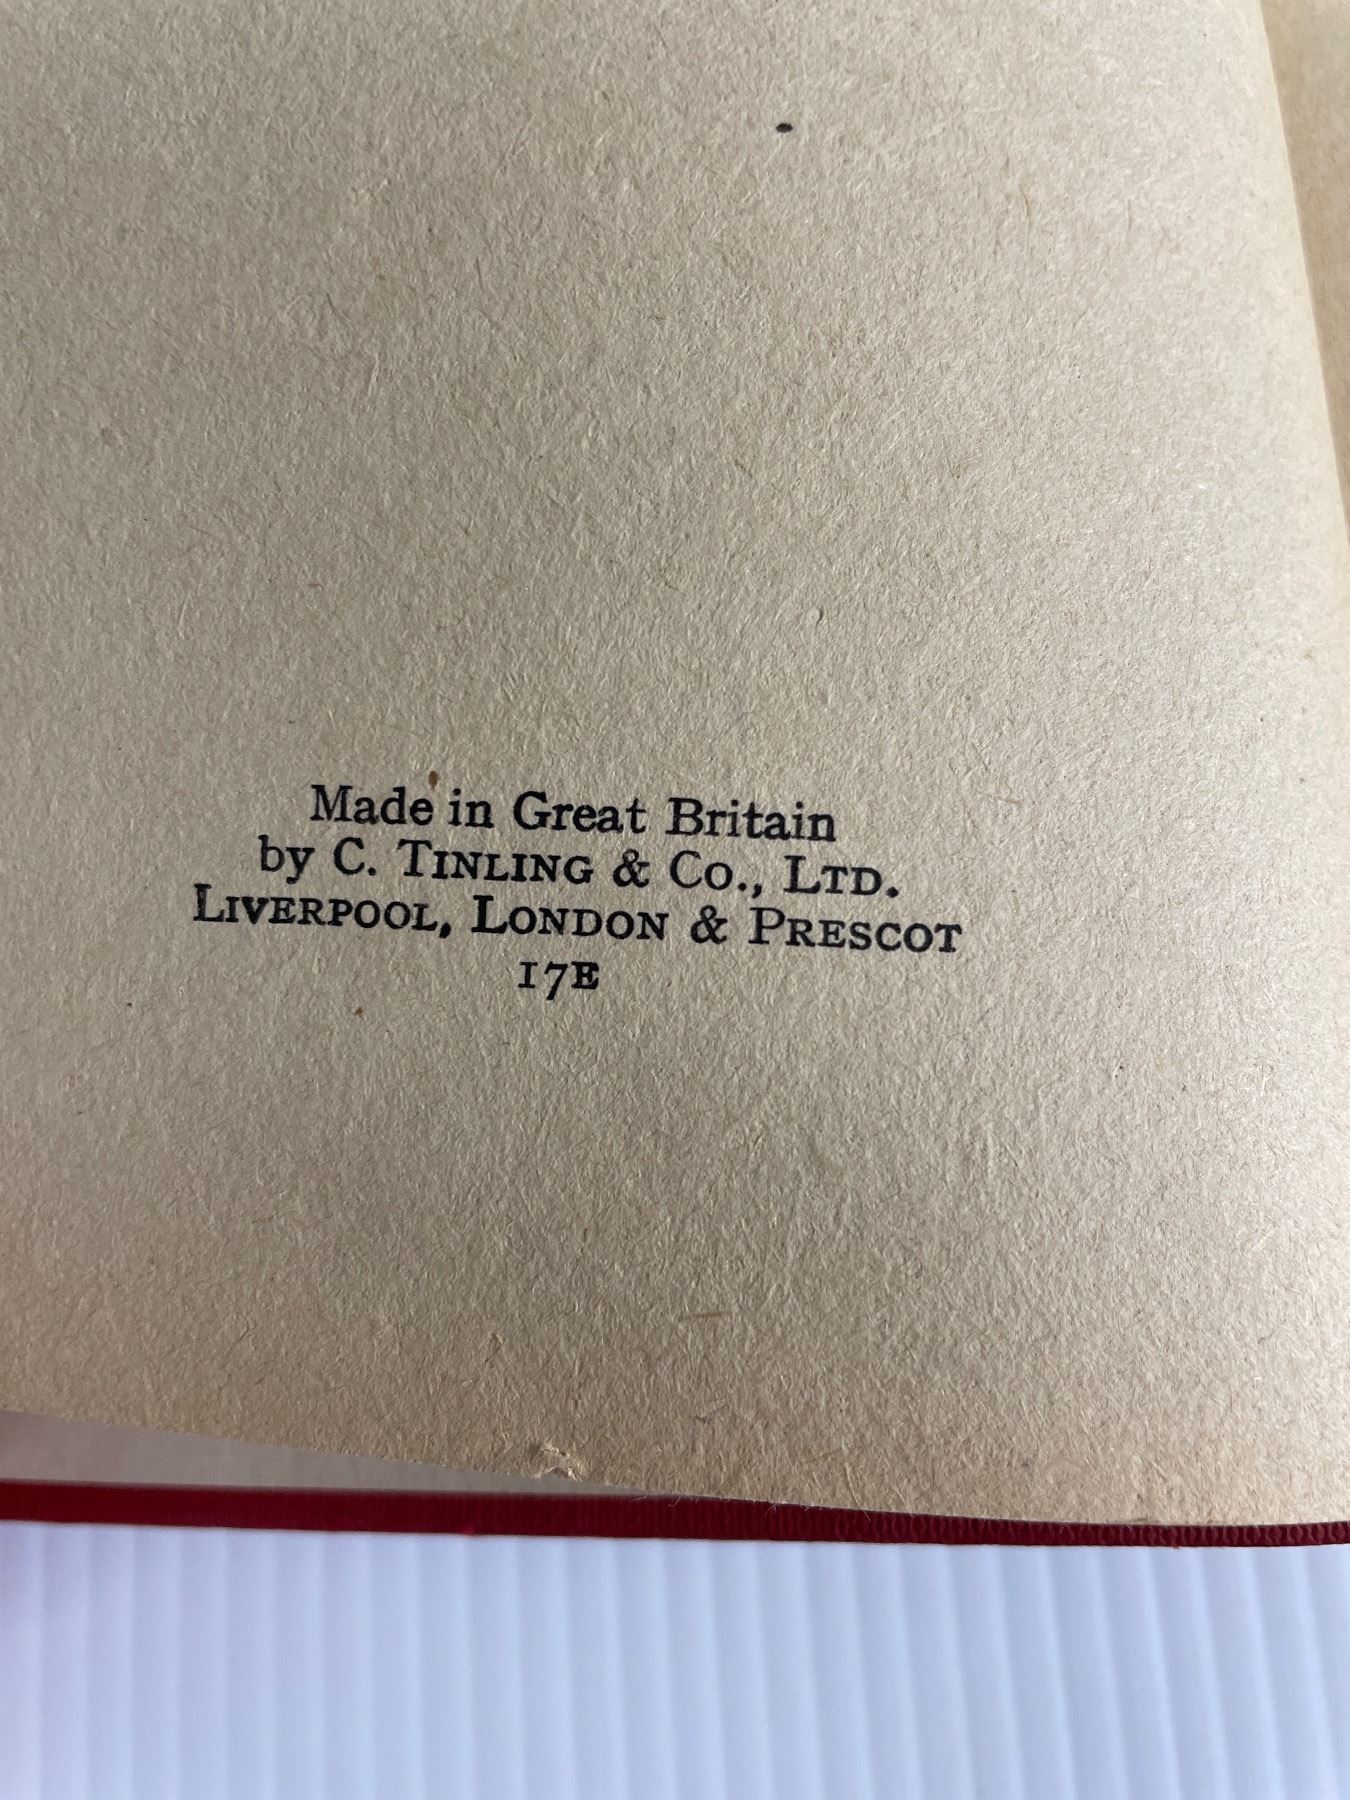 Made in Great Britain
by C. TINLING & Co., LTD.
LIVERPOOL, LONDON & PRESCOT
17E